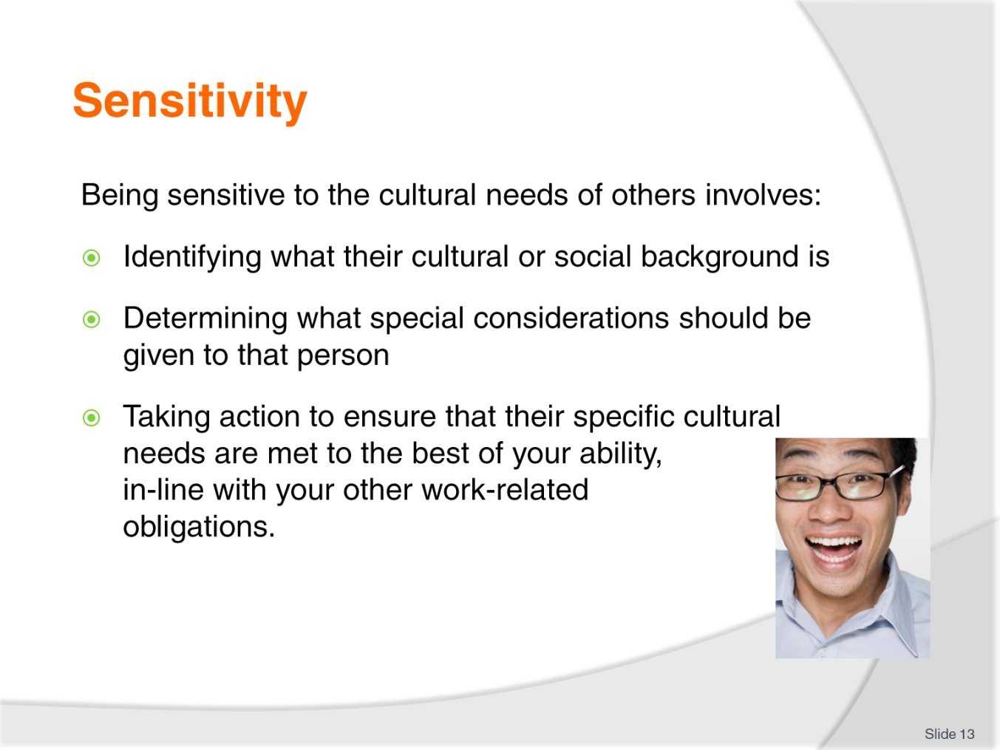 Sensitivity
Being sensitive to the cultural needs of others involves:
Identifying what their cultural or social background is
Determining what special considerations should be
given to that person
Taking action to ensure that their specific cultural
needs are met to the best of your ability,
in-line with your other work-related
obligations.
Slide 13